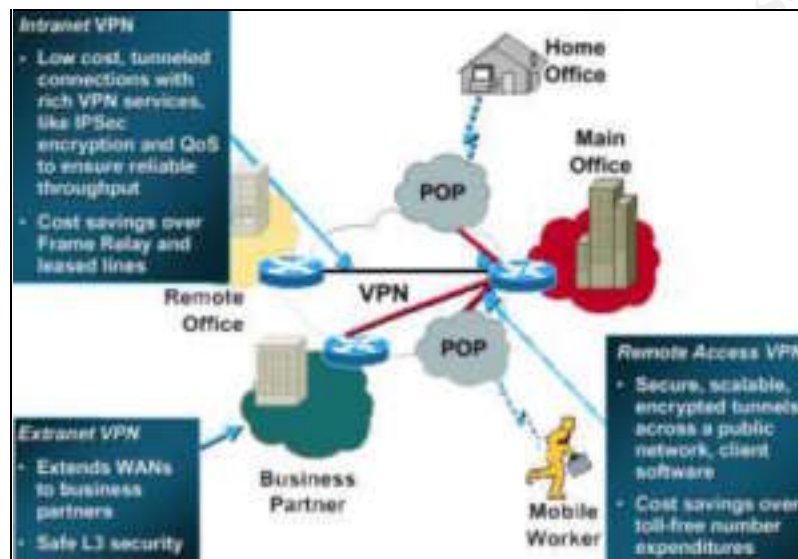 Intranet VPN
• Low cost, tunneled
connections with
rich VPN services,
like IPSec
encryption and QoS
to ensure reliable
throughput
• Cost savings over
Frame Relay and
leased lines
Home
Office
Main
Office
POP
VPN
Remote
Office
POP
Extranet VPN
• Extends WANs
to business
partners
• Safe L3 security
Business
Partner
Mobile
Worker
Remote Access VPN
• Secure, scalable,
encrypted tunnels
across a public
network, client
software
• Cost savings over
toll-free number
expenditures